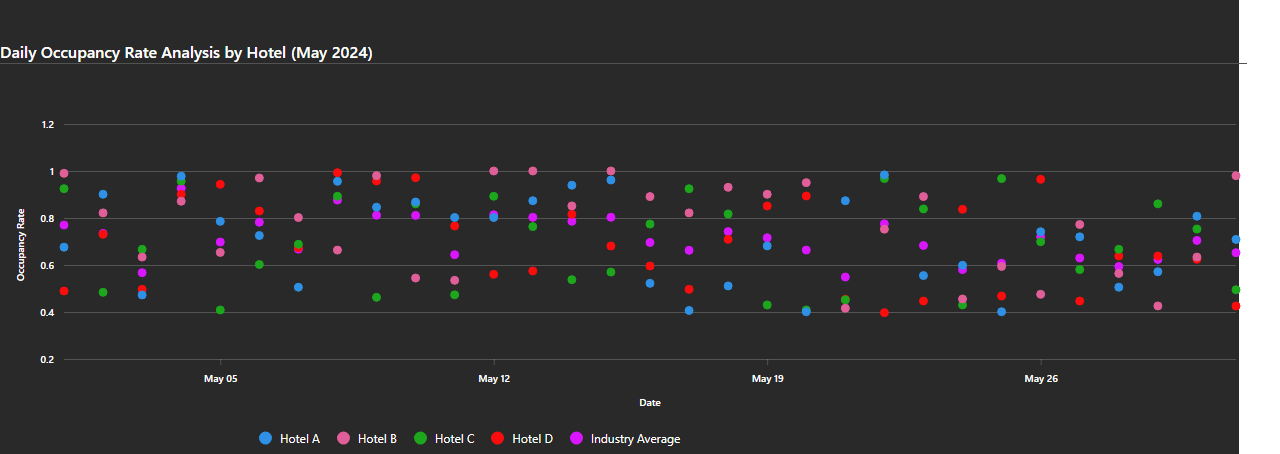 Daily Occupancy Rate Analysis by Hotel (May 2024)
1.2
1
0.8
0.6
0.4
0.2
Occupancy Rate
May 05 May 12 May 19 May 26
Date
Hotel A Hotel B Hotel C Hotel D Industry Average